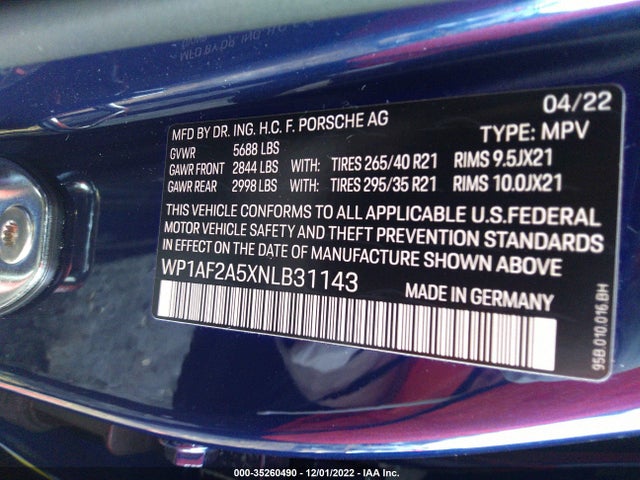 04/22
MFD BY DR. ING. H.C. F. PORSCHE AG
TYPE: MPV
GVWR 5688 LBS
GAWR FRONT 2844 LBS WITH: TIRES 265/40 R21 RIMS 9.5JX21
GAWR REAR 2998 LBS WITH: TIRES 295/35 R21 RIMS 10.0JX21
THIS VEHICLE CONFORMS TO ALL APPLICABLE U.S.FEDERAL
MOTOR VEHICLE SAFETY AND THEFT PREVENTION STANDARDS
IN EFFECT ON THE DATE OF MANUFACTURE SHOWN ABOVE
WP1AF2A5XNLB31143
MADE IN GERMANY
95B.010.016.BH
000-35260490 - 12/01/2022 - IAA Inc.